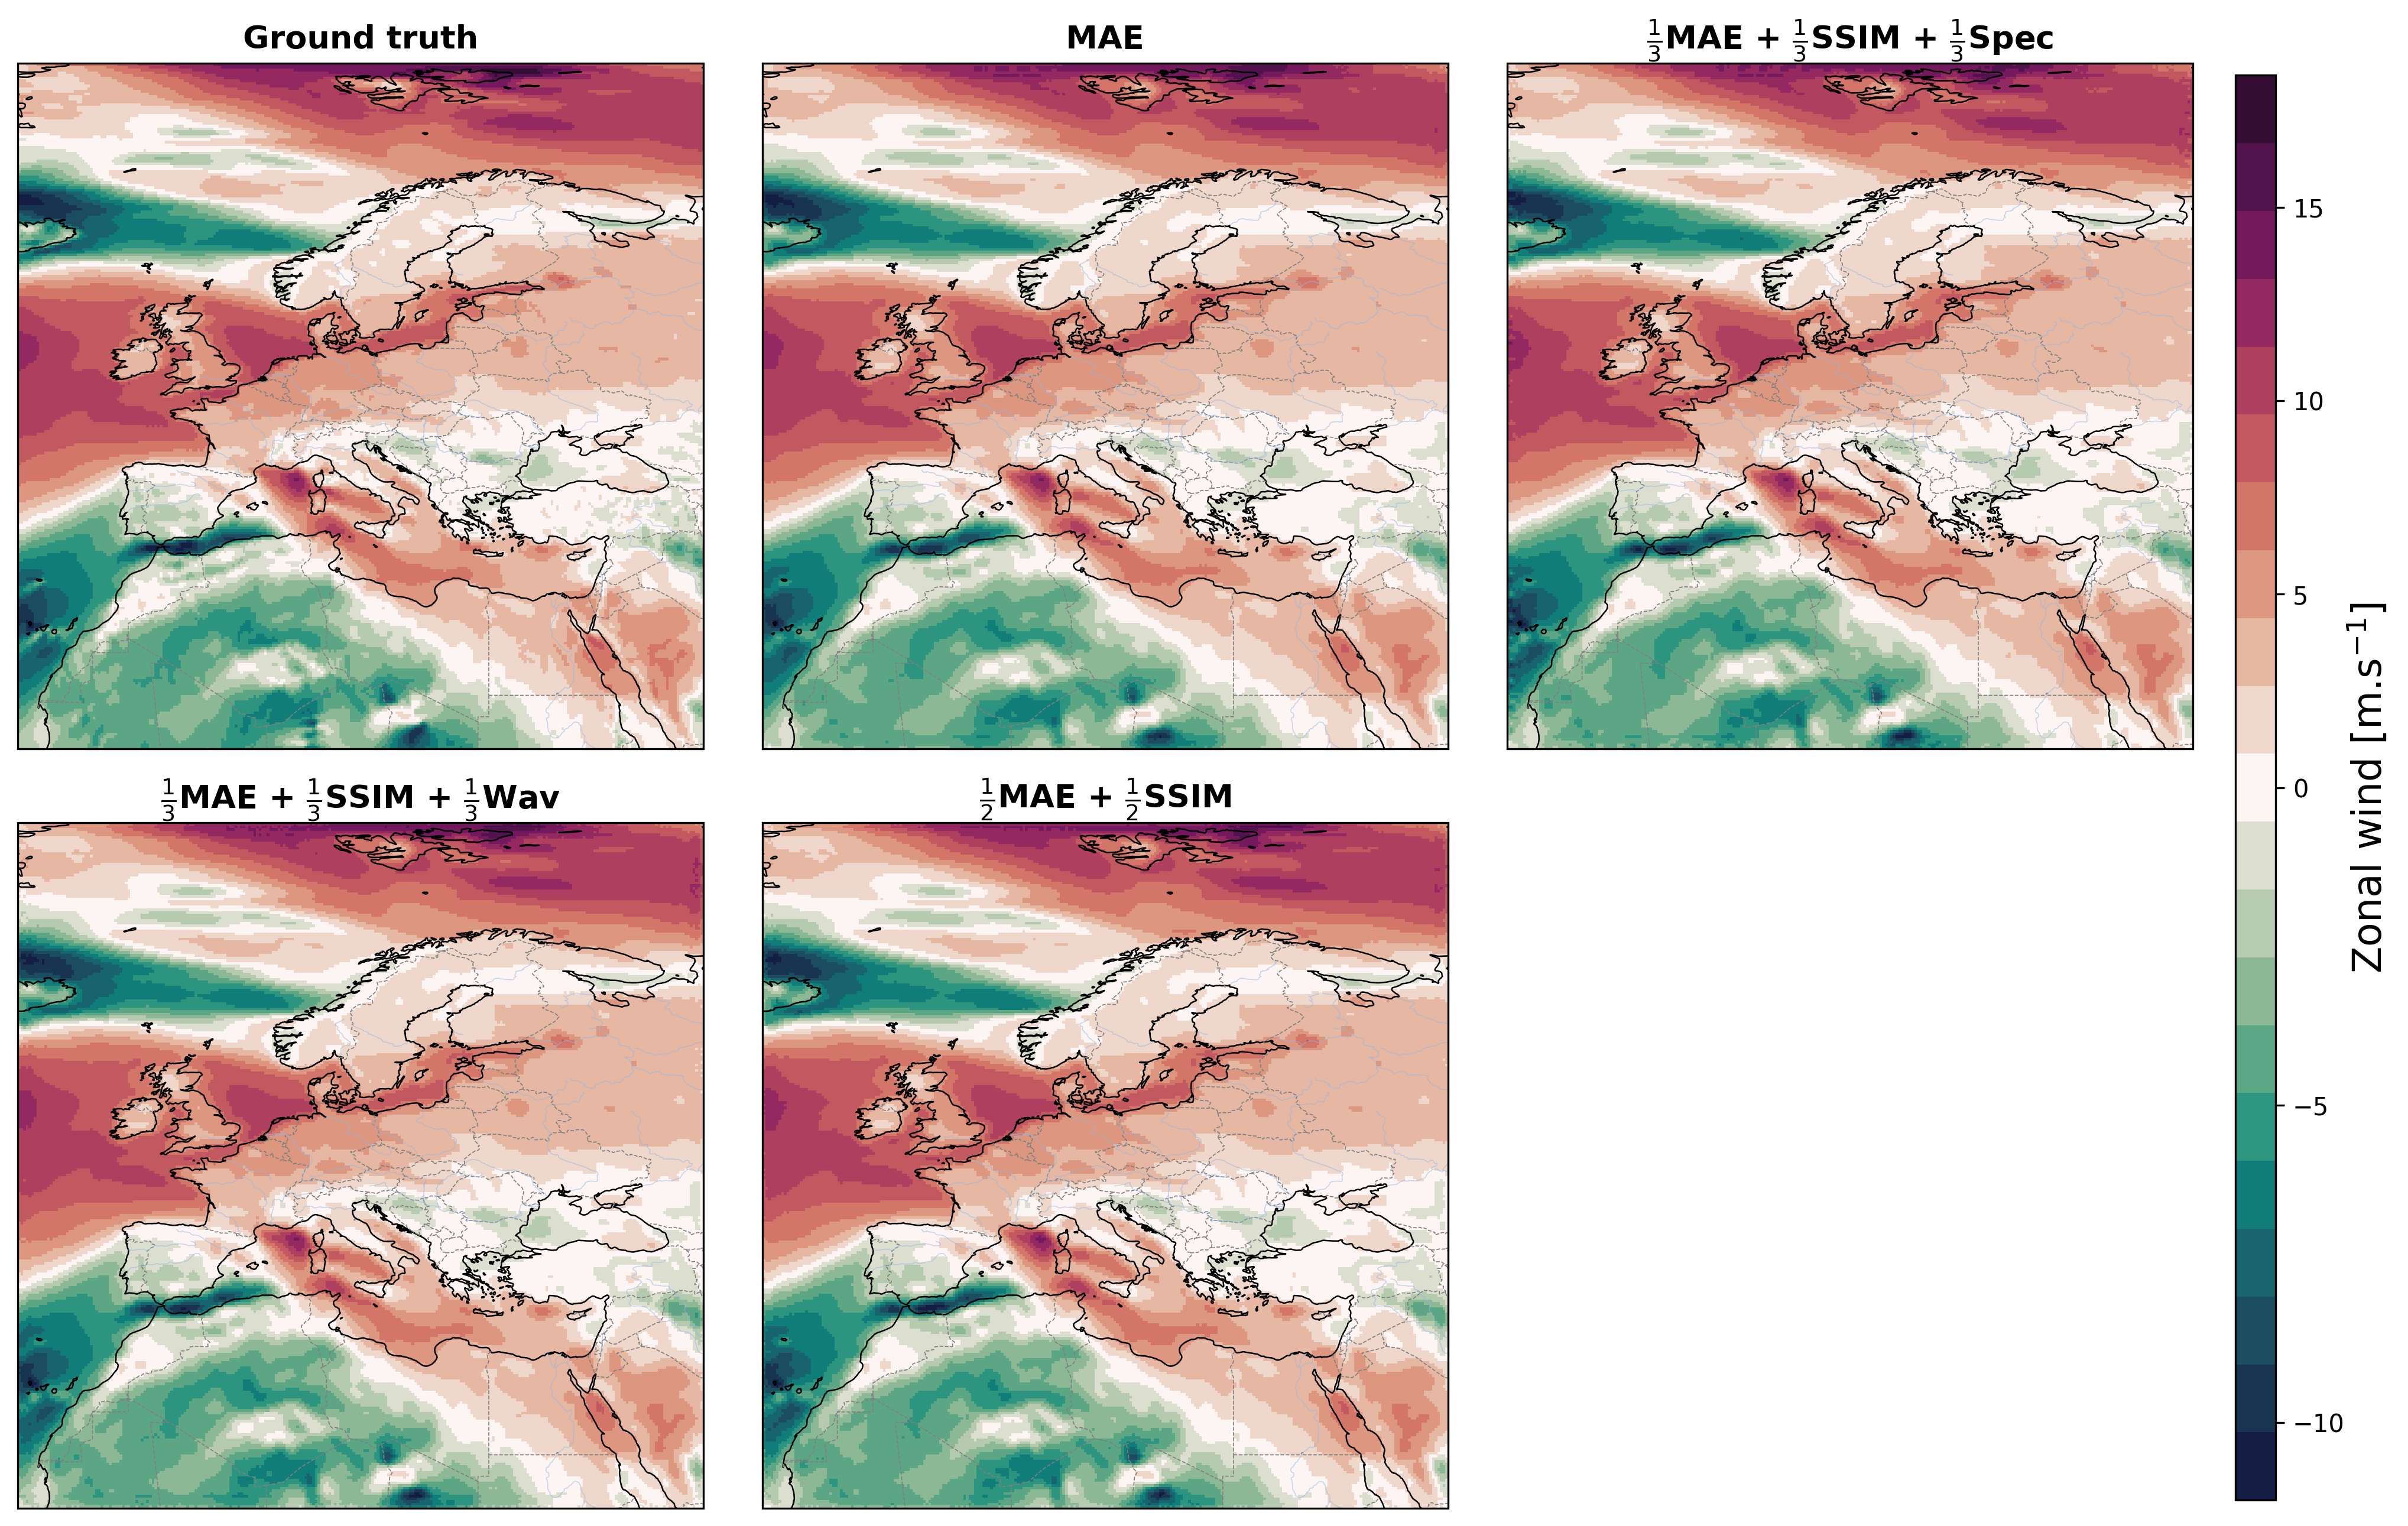 Ground truth
MAE
1/3MAE + 1/3SSIM + 1/3Spec
1/3MAE + 1/3SSIM + 1/3Wav
1/2MAE + 1/2SSIM
15
10
5
0
−5
−10
Zonal wind [m.s⁻¹]